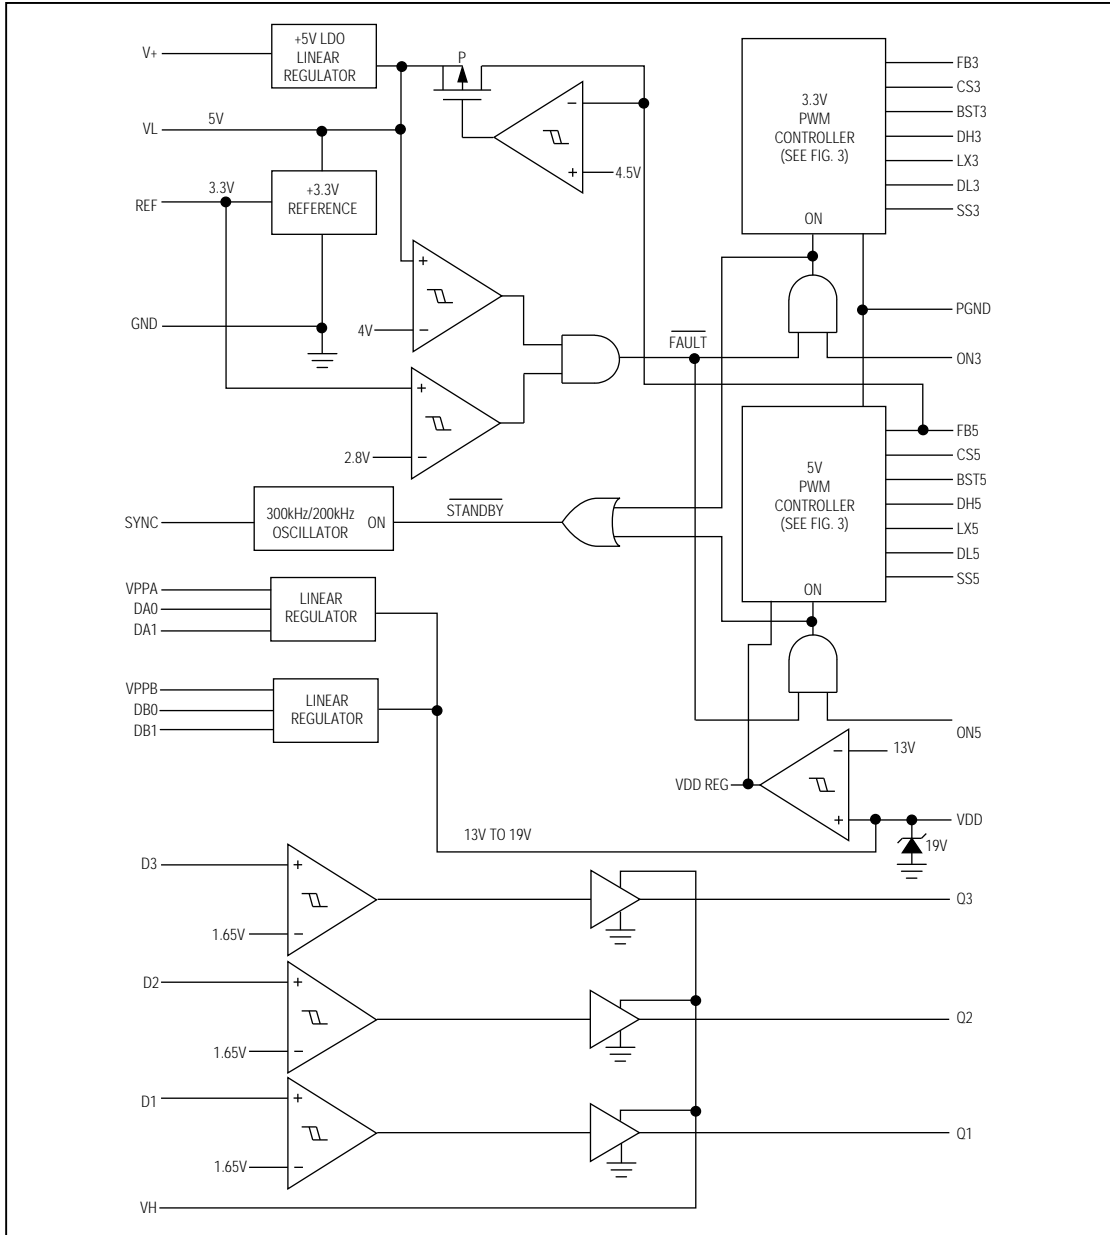 V+
+5V LDO
LINEAR
REGULATOR
P
VL
5V
4.5V
3.3V
PWM
CONTROLLER
(SEE FIG. 3)
ON
FB3
CS3
BST3
DH3
LX3
DL3
SS3
REF
3.3V
+3.3V
REFERENCE
GND
4V
2.8V
FAULT
PGND
ON3
5V
PWM
CONTROLLER
(SEE FIG. 3)
ON
FB5
CS5
BST5
DH5
LX5
DL5
SS5
SYNC
300kHz/200kHz
OSCILLATOR
ON
STANDBY
VPPA
DA0
DA1
LINEAR
REGULATOR
VPPB
DB0
DB1
LINEAR
REGULATOR
ON5
13V
VDD REG
VDD
19V
13V TO 19V
D3
1.65V
Q3
D2
1.65V
Q2
D1
1.65V
Q1
VH